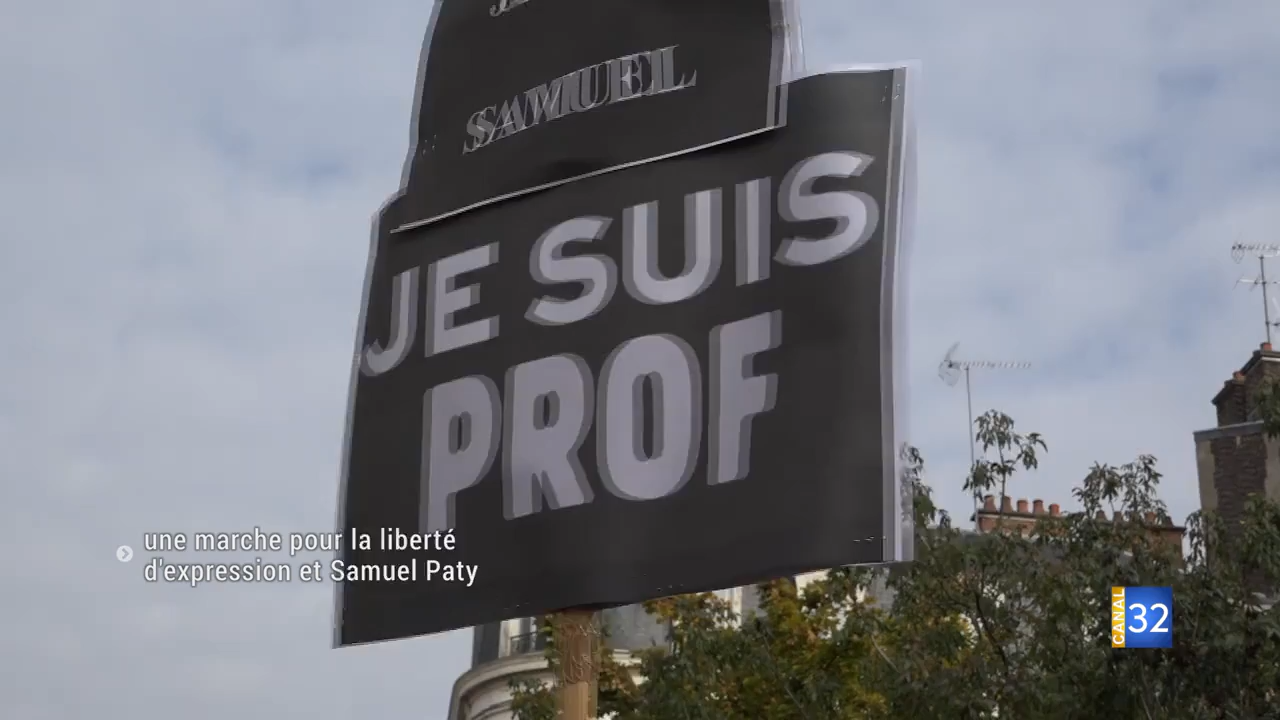 SAMUEL
JE SUIS
PROF
une marche pour la liberté
d'expression et Samuel Paty
CANAL 32